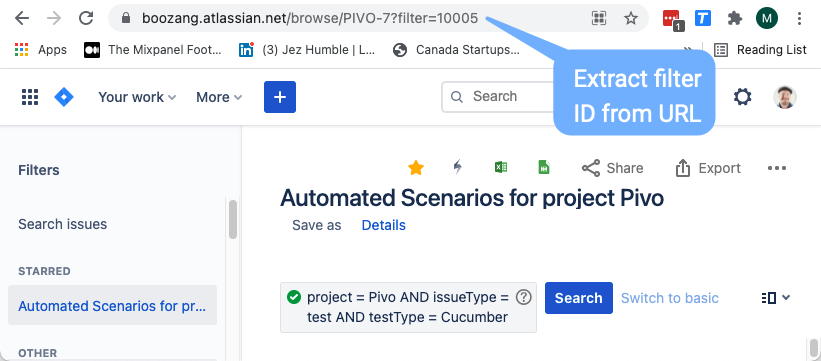 boozang.atlassian.net/browse/PIVO-7?filter=10005
1
M
Apps
The Mixpanel Foot...
(3) Jez Humble | L...
Canada Startups...
»
Reading List
Extract filter
ID from URL
Your work
More
+
Search
Filters
Share
Export
Automated Scenarios for project Pivo
Search issues
Save as
Details
STARRED
project = Pivo AND issueType =
test AND testType = Cucumber
?
Search
Switch to basic
Automated Scenarios for pr...
OTHER